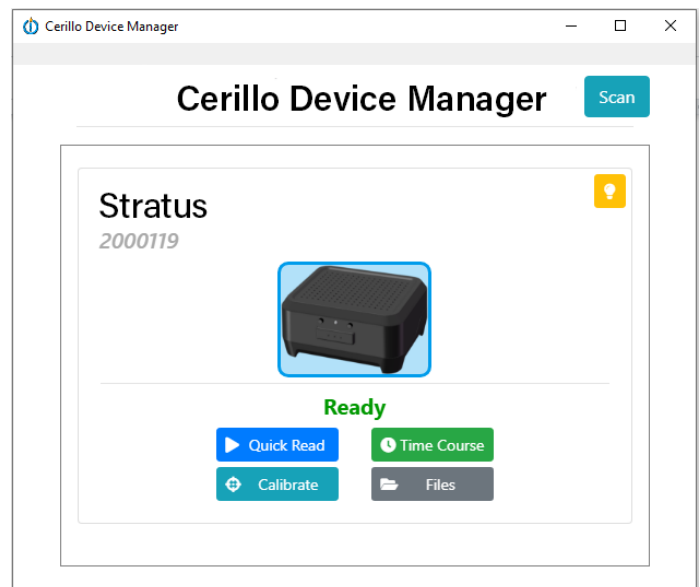 Cerillo Device Manager
Cerillo Device Manager
Scan
Stratus
2000119
Ready
Quick Read
Time Course
Calibrate
Files